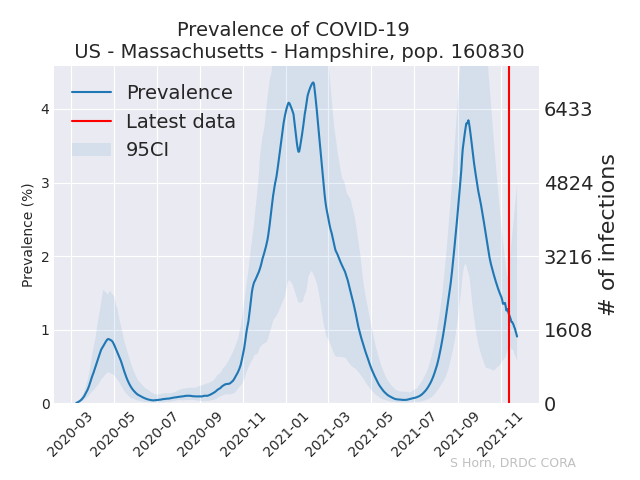 Prevalence of COVID-19
US - Massachusetts - Hampshire, pop. 160830
Prevalence
Latest data
95CI
Prevalence (%)
4
3
2
1
0
6433
4824
3216
1608
0
# of infections
2020-03
2020-05
2020-07
2020-09
2020-11
2021-01
2021-03
2021-05
2021-07
2021-09
2021-11
S Horn, DRDC CORA